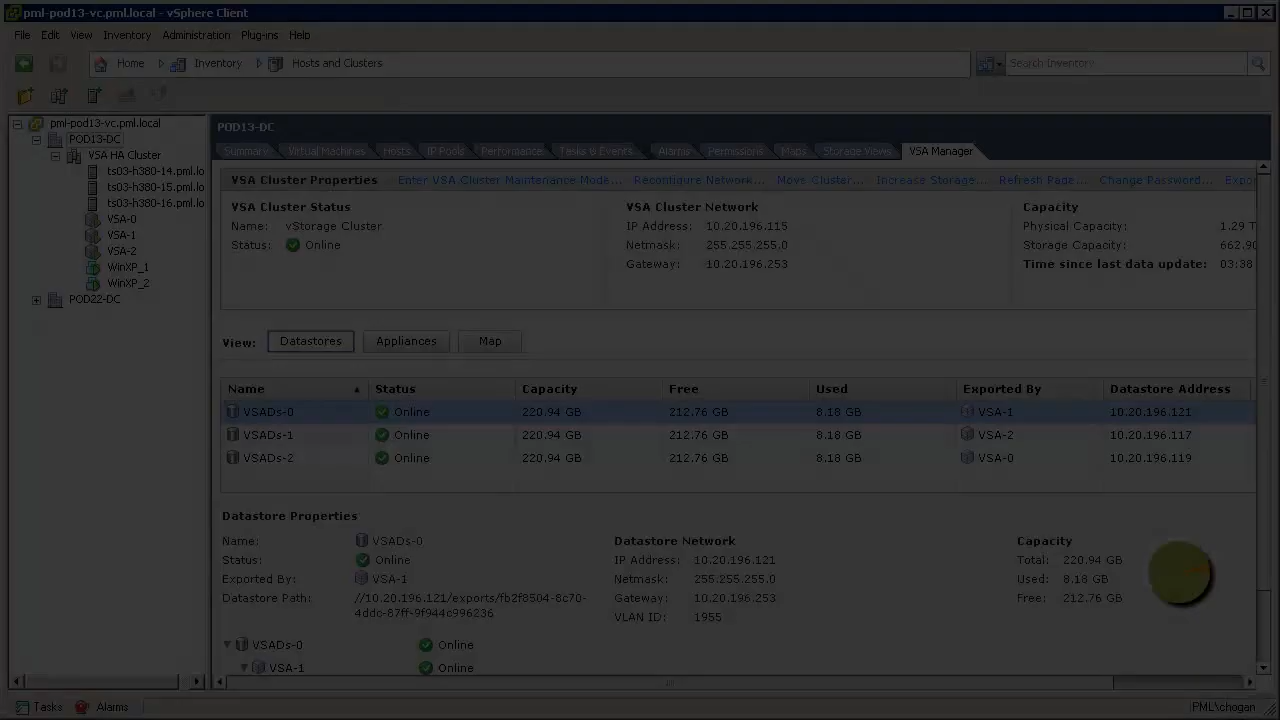 pml-pod13-vc.pml.local - vSphere Client
File Edit View Inventory Administration Plug-ins Help
Home Inventory Hosts and Clusters Search Inventory
pml-pod13-vc.pml.local
POD13-DC
VSA HA Cluster
ts03-h380-14.pml.lo
ts03-h380-15.pml.lo
ts03-h380-16.pml.lo
VSA-0
VSA-1
VSA-2
WinXP_1
WinXP_2
POD22-DC
POD13-DC
Summary Virtual Machines Hosts IP Pools Performance Tasks & Events Alarms Permissions Maps Storage Views VSA Manager
VSA Cluster Properties Enter VSA Cluster Maintenance Mode... Reconfigure Network... Move Cluster... Increase Storage... Refresh Page... Change Password... Expor
VSA Cluster Status VSA Cluster Network Capacity
Name: vStorage Cluster IP Address: 10.20.196.115 Physical Capacity: 1.29 T
Status: Online Netmask: 255.255.255.0 Storage Capacity: 662.90
Gateway: 10.20.196.253 Time since last data update: 03:38
View: Datastores Appliances Map
Name Status Capacity Free Used Exported By Datastore Address
VSADs-0 Online 220.94 GB 212.76 GB 8.18 GB VSA-1 10.20.196.121
VSADs-1 Online 220.94 GB 212.76 GB 8.18 GB VSA-2 10.20.196.117
VSADs-2 Online 220.94 GB 212.76 GB 8.18 GB VSA-0 10.20.196.119
Datastore Properties
Name: VSADs-0 Datastore Network Capacity
Status: Online IP Address: 10.20.196.121 Total: 220.94 GB
Exported By: VSA-1 Netmask: 255.255.255.0 Used: 8.18 GB
Datastore Path: //10.20.196.121/exports/fb2f8504-8c70- Gateway: 10.20.196.253 Free: 212.76 GB
4ddc-87ff-9f944c996236 VLAN ID: 1955
VSADs-0 Online
VSA-1 Online
Tasks Alarms PML\chogan